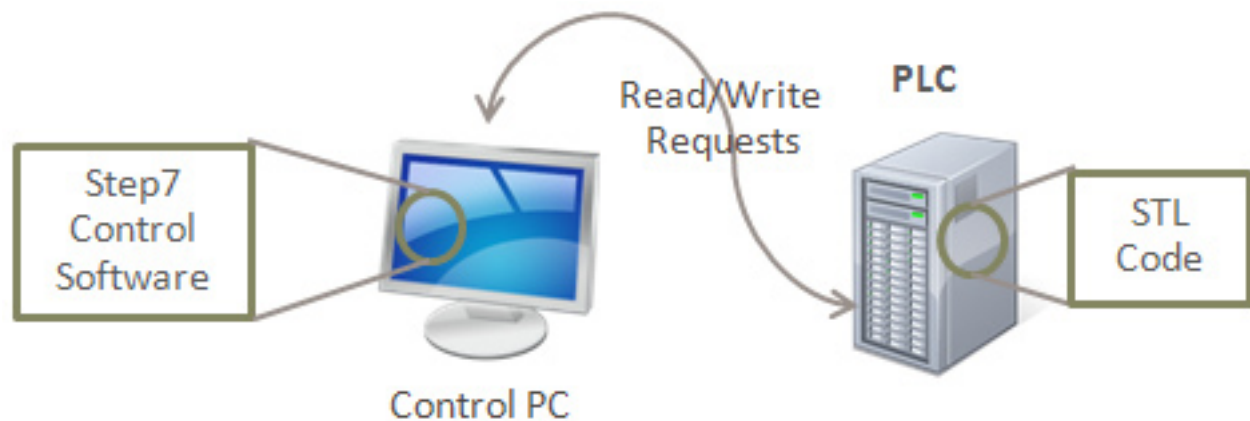 Step7
Control
Software
Control PC
Read/Write
Requests
PLC
STL
Code